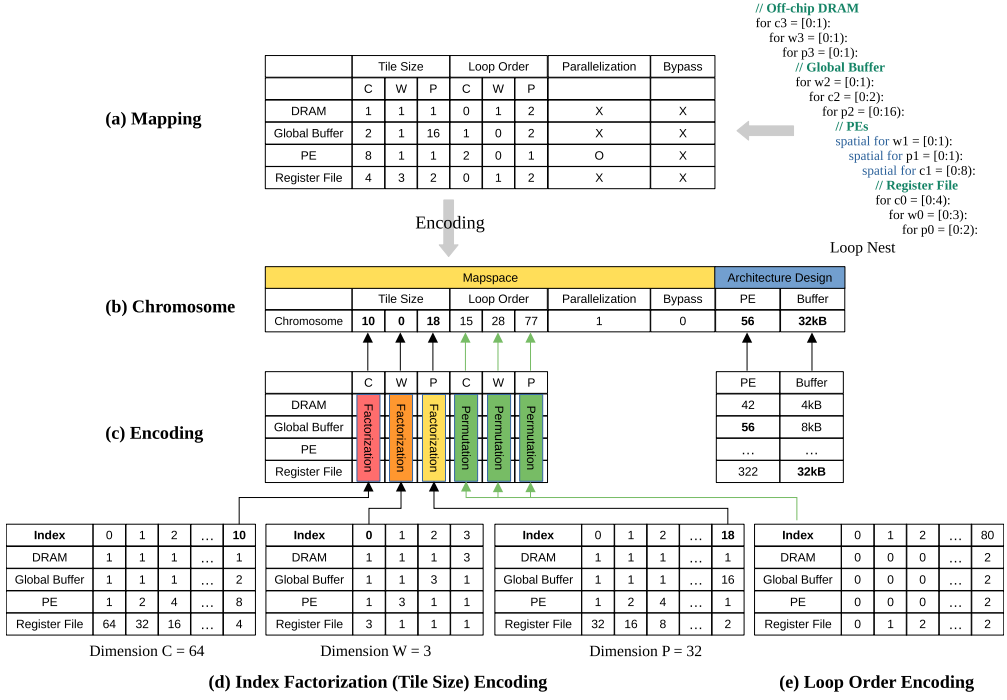 // Off-chip DRAM
for c3 = [0:1):
for w3 = [0:1):
for p3 = [0:1):
// Global Buffer
for w2 = [0:1):
for c2 = [0:2):
for p2 = [0:16):
// PEs
spatial for w1 = [0:1):
spatial for p1 = [0:1):
spatial for c1 = [0:8):
// Register File
for c0 = [0:4):
for w0 = [0:3):
for p0 = [0:2):
Loop Nest
(a) Mapping
Tile Size Loop Order Parallelization Bypass
C W P C W P
DRAM 1 1 1 0 1 2 X X
Global Buffer 2 1 16 1 0 2 X X
PE 8 1 1 2 0 1 O X
Register File 4 3 2 0 1 2 X X
Encoding
(b) Chromosome
Mapspace Architecture Design
Tile Size Loop Order Parallelization Bypass PE Buffer
Chromosome 10 0 18 15 28 77 1 0 56 32kB
(c) Encoding
C W P C W P
DRAM
Global Buffer
PE
Register File
Factorization
Factorization
Factorization
Permutation
Permutation
Permutation
PE Buffer
42 4kB
56 8kB
... ...
322 32kB
Index 0 1 2 ... 10
DRAM 1 1 1 ... 1
Global Buffer 1 1 1 ... 2
PE 1 2 4 ... 8
Register File 64 32 16 ... 4
Dimension C = 64
Index 0 1 2 3
DRAM 1 1 1 3
Global Buffer 1 1 3 1
PE 1 3 1 1
Register File 3 1 1 1
Dimension W = 3
Index 0 1 2 ... 18
DRAM 1 1 1 ... 1
Global Buffer 1 1 1 ... 16
PE 1 2 4 ... 1
Register File 32 16 8 ... 2
Dimension P = 32
Index 0 1 2 ... 80
DRAM 0 0 0 ... 2
Global Buffer 0 0 0 ... 2
PE 0 0 0 ... 2
Register File 0 1 2 ... 2
(d) Index Factorization (Tile Size) Encoding
(e) Loop Order Encoding